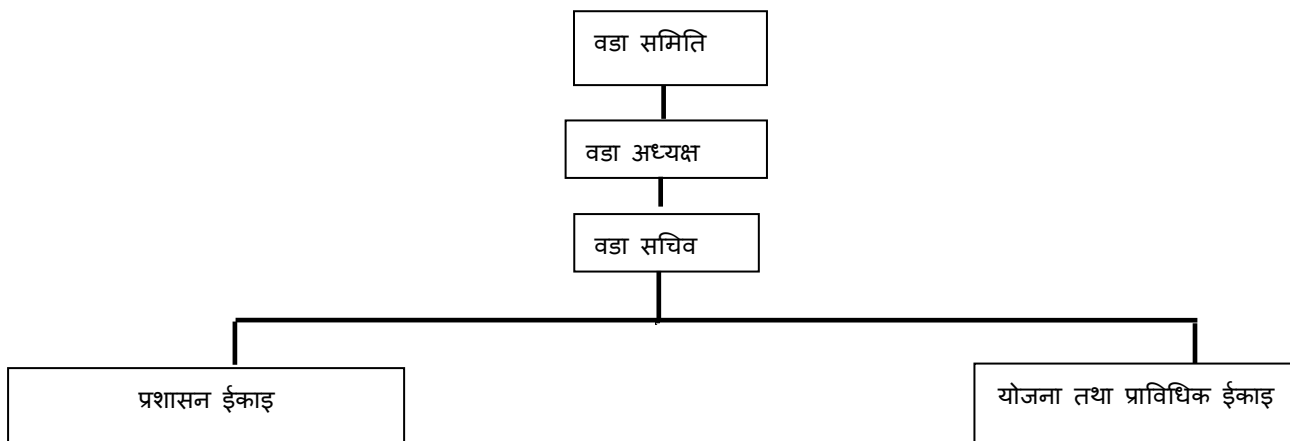 वडा समिति
वडा अध्यक्ष
वडा सचिव
प्रशासन ईकाइ
योजना तथा प्राविधिक ईकाइ